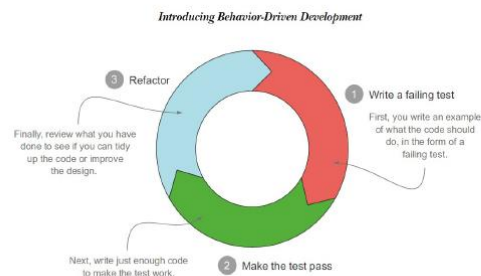 Introducing Behavior-Driven Development
3 Refactor
1 Write a failing test
First, you write an example
of what the code should
do, in the form of a
failing test.
Finally, review what you have
done to see if you can tidy
up the code or improve
the design.
Next, write just enough code
to make the test work.
2 Make the test pass